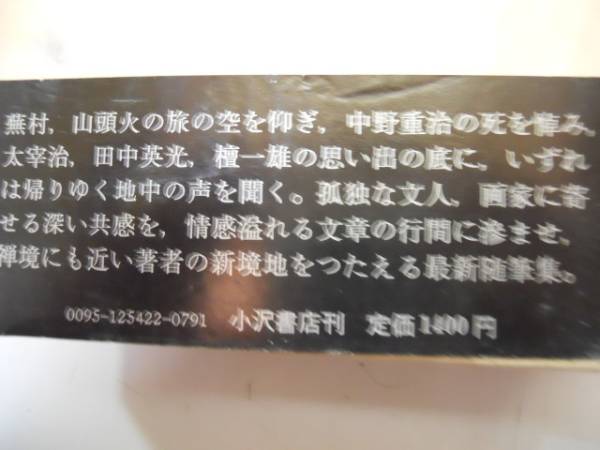 蕪村，山頭火の旅の空を仰ぎ，中野重治の死を悼み，
太宰治，田中英光，檀一雄の思い出の底に，いずれ
は帰りゆく地中の声を聞く。孤独な文人，画家に寄
せる深い共感を，情感溢れる文章の行間に滲ませ，
禅境にも近い著者の新境地をつたえる最新随筆集。
0095-125422-0791 小沢書店刊 定価1400円